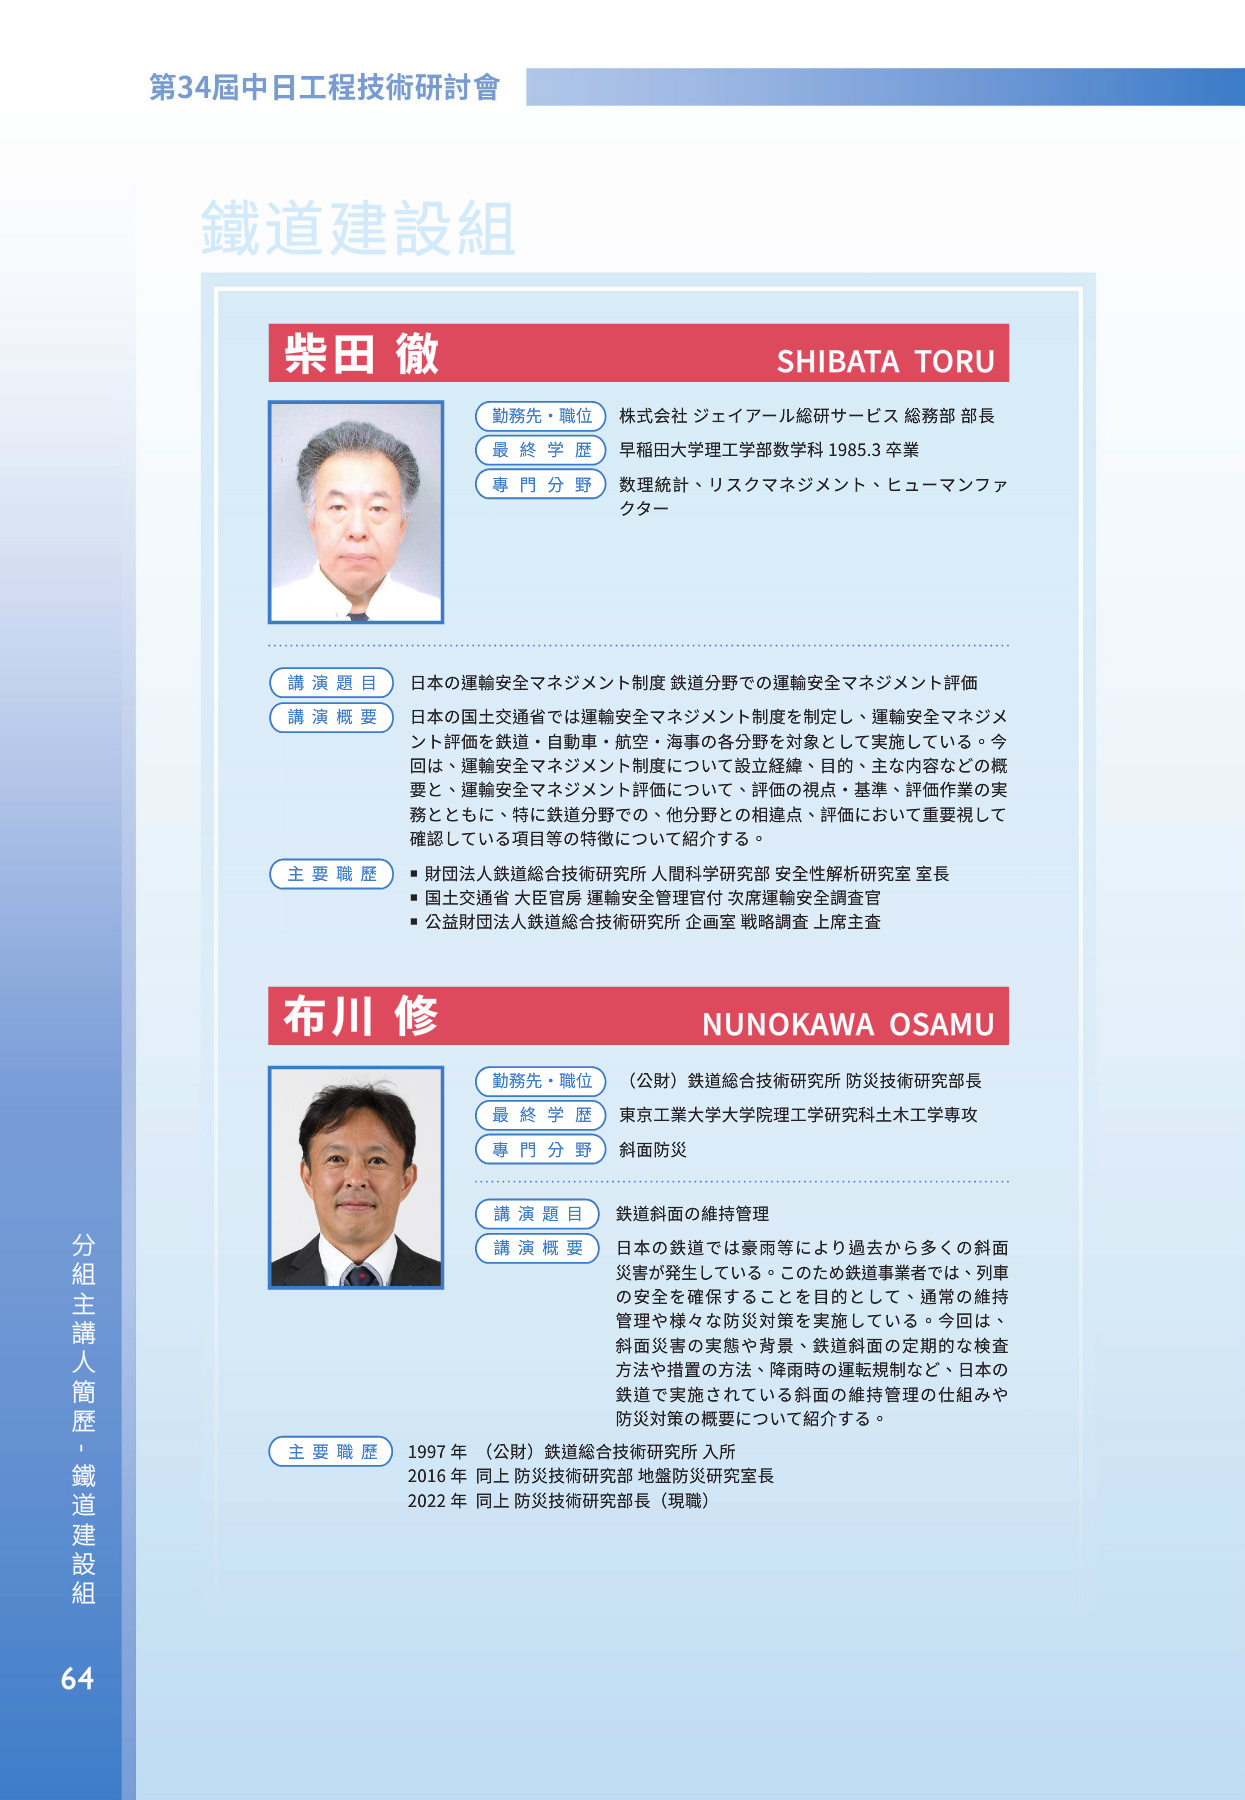 第34屆中日工程技術研討會
鐵道建設組
柴田 徹
SHIBATA TORU
勤務先・職位 株式会社 ジェイアール総研サービス 総務部 部長
最終学歴 早稲田大学理工学部数学科 1985.3 卒業
專門分野 数理統計、リスクマネジメント、ヒューマンファ
クター
講演題目 日本の運輸安全マネジメント制度 鉄道分野での運輸安全マネジメント評価
講演概要 日本の国土交通省では運輸安全マネジメント制度を制定し、運輸安全マネジメ
ント評価を鉄道・自動車・航空・海事の各分野を対象として実施している。今
回は、運輸安全マネジメント制度について設立経緯、目的、主な内容などの概
要と、運輸安全マネジメント評価について、評価の視点・基準、評価作業の実
務とともに、特に鉄道分野での、他分野との相違点、評価において重要視して
確認している項目等の特徴について紹介する。
主要職歴 ▪ 財団法人鉄道総合技術研究所 人間科学研究部 安全性解析研究室 室長
▪ 国土交通省 大臣官房 運輸安全管理官付 次席運輸安全調査官
▪ 公益財団法人鉄道総合技術研究所 企画室 戦略調査 上席主査
布川 修
NUNOKAWA OSAMU
勤務先・職位 （公財）鉄道総合技術研究所 防災技術研究部長
最終学歴 東京工業大学大学院理工学研究科土木工学専攻
專門分野 斜面防災
講演題目 鉄道斜面の維持管理
講演概要 日本の鉄道では豪雨等により過去から多くの斜面
災害が発生している。このため鉄道事業者では、列車
の安全を確保することを目的として、通常の維持
管理や様々な防災対策を実施している。今回は、
斜面災害の実態や背景、鉄道斜面の定期的な検査
方法や措置の方法、降雨時の運転規制など、日本の
鉄道で実施されている斜面の維持管理の仕組みや
防災対策の概要について紹介する。
主要職歴 1997 年 （公財）鉄道総合技術研究所 入所
2016 年 同上 防災技術研究部 地盤防災研究室長
2022 年 同上 防災技術研究部長（現職）
分組主講人簡歷-鐵道建設組
64